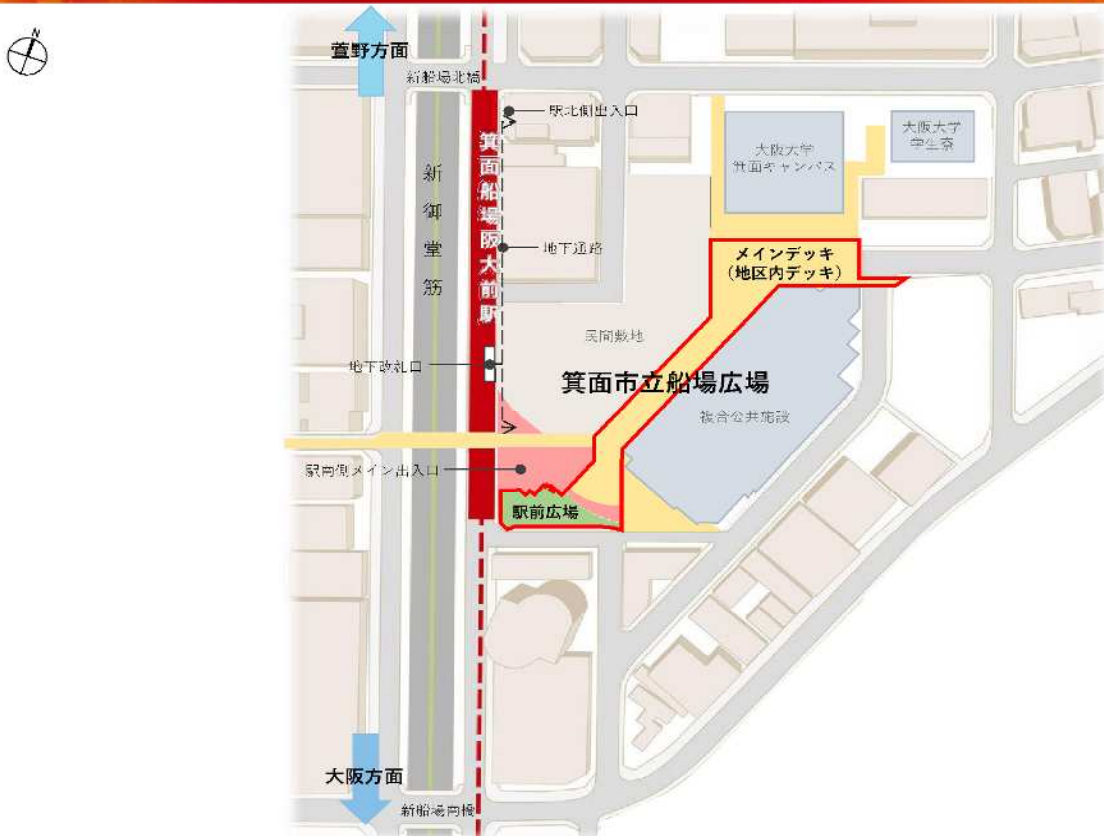 N
萱野方面
新船場北橋
駅北側出入口
箕面船場阪大前駅
新御堂筋
大阪大学
箕面キャンパス
大阪大学
学生寮
地下通路
メインデッキ
(地区内デッキ)
民間敷地
地下改札口
箕面市立船場広場
複合公共施設
駅南側メイン出入口
駅前広場
大阪方面
新船場南橋